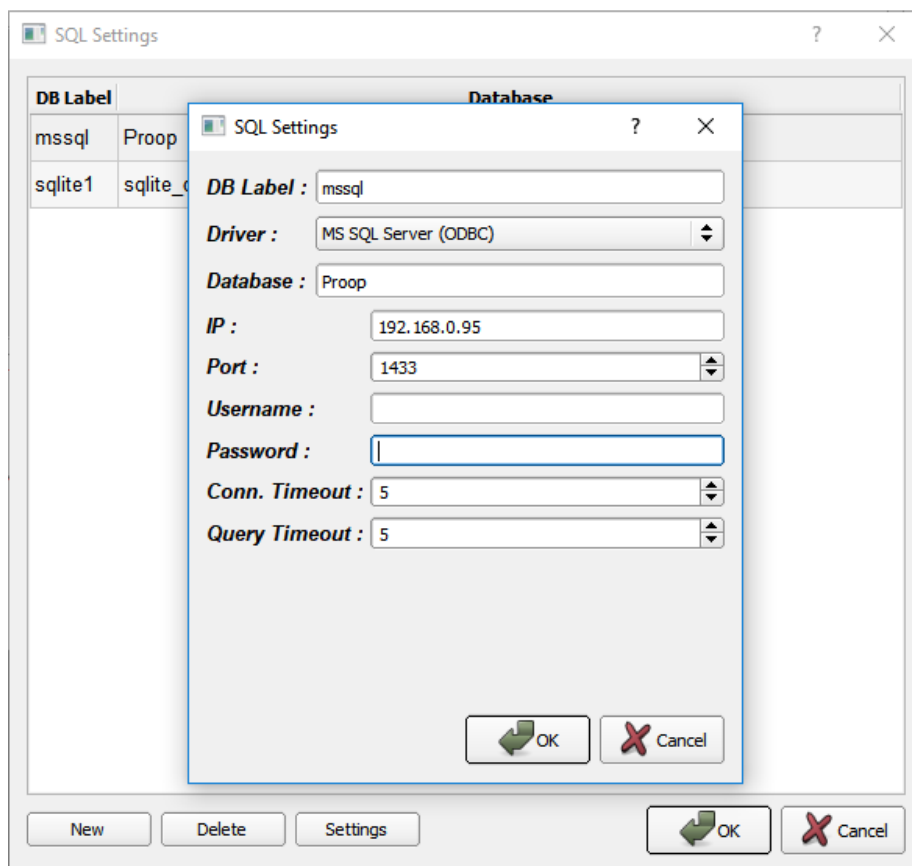 SQL Settings
?
DB Label
Database
mssql
Proop
sqlite1
SQL Settings
?
DB Label :
mssql
Driver :
MS SQL Server (ODBC)
Database :
Proop
IP :
192.168.0.95
Port :
1433
Username :
Password :
Conn. Timeout :
5
Query Timeout :
5
OK
Cancel
New
Delete
Settings
OK
Cancel